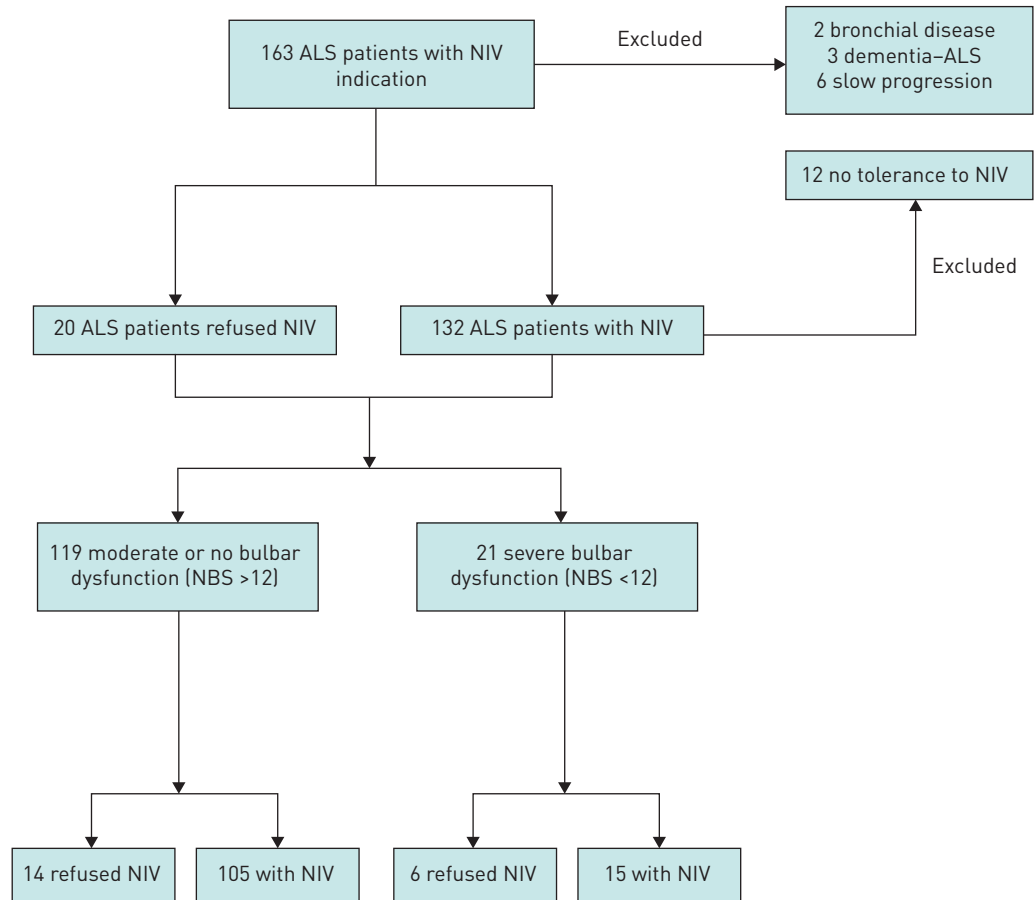 163 ALS patients with NIV
indication
Excluded
2 bronchial disease
3 dementia–ALS
6 slow progression
12 no tolerance to NIV
Excluded
20 ALS patients refused NIV
132 ALS patients with NIV
119 moderate or no bulbar
dysfunction (NBS >12)
21 severe bulbar
dysfunction (NBS <12)
14 refused NIV
105 with NIV
6 refused NIV
15 with NIV